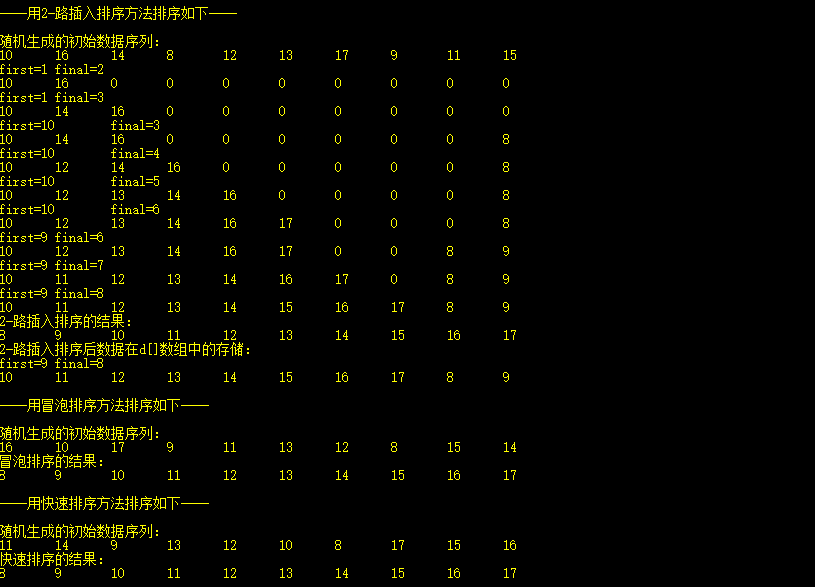 ——用2-路插入排序方法排序如下——
随机生成的初始数据序列:
10 16 14 8 12 13 17 9 11 15
first=1 final=2
10 16 0 0 0 0 0 0 0 0
first=1 final=3
10 14 16 0 0 0 0 0 0 0
first=10 final=3
10 14 16 0 0 0 0 0 0 8
first=10 final=4
10 12 14 16 0 0 0 0 0 8
first=10 final=5
10 12 13 14 16 0 0 0 0 8
first=10 final=6
10 12 13 14 16 17 0 0 0 8
first=9 final=6
10 12 13 14 16 17 0 0 8 9
first=9 final=7
10 11 12 13 14 16 17 0 8 9
first=9 final=8
10 11 12 13 14 15 16 17 8 9
2-路插入排序的结果:
8 9 10 11 12 13 14 15 16 17
2-路插入排序后数据在d[]数组中的存储:
first=9 final=8
10 11 12 13 14 15 16 17 8 9
——用冒泡排序方法排序如下——
随机生成的初始数据序列:
16 10 17 9 11 13 12 8 15 14
冒泡排序的结果:
8 9 10 11 12 13 14 15 16 17
——用快速排序方法排序如下——
随机生成的初始数据序列:
11 14 9 13 12 10 8 17 15 16
快速排序的结果:
8 9 10 11 12 13 14 15 16 17